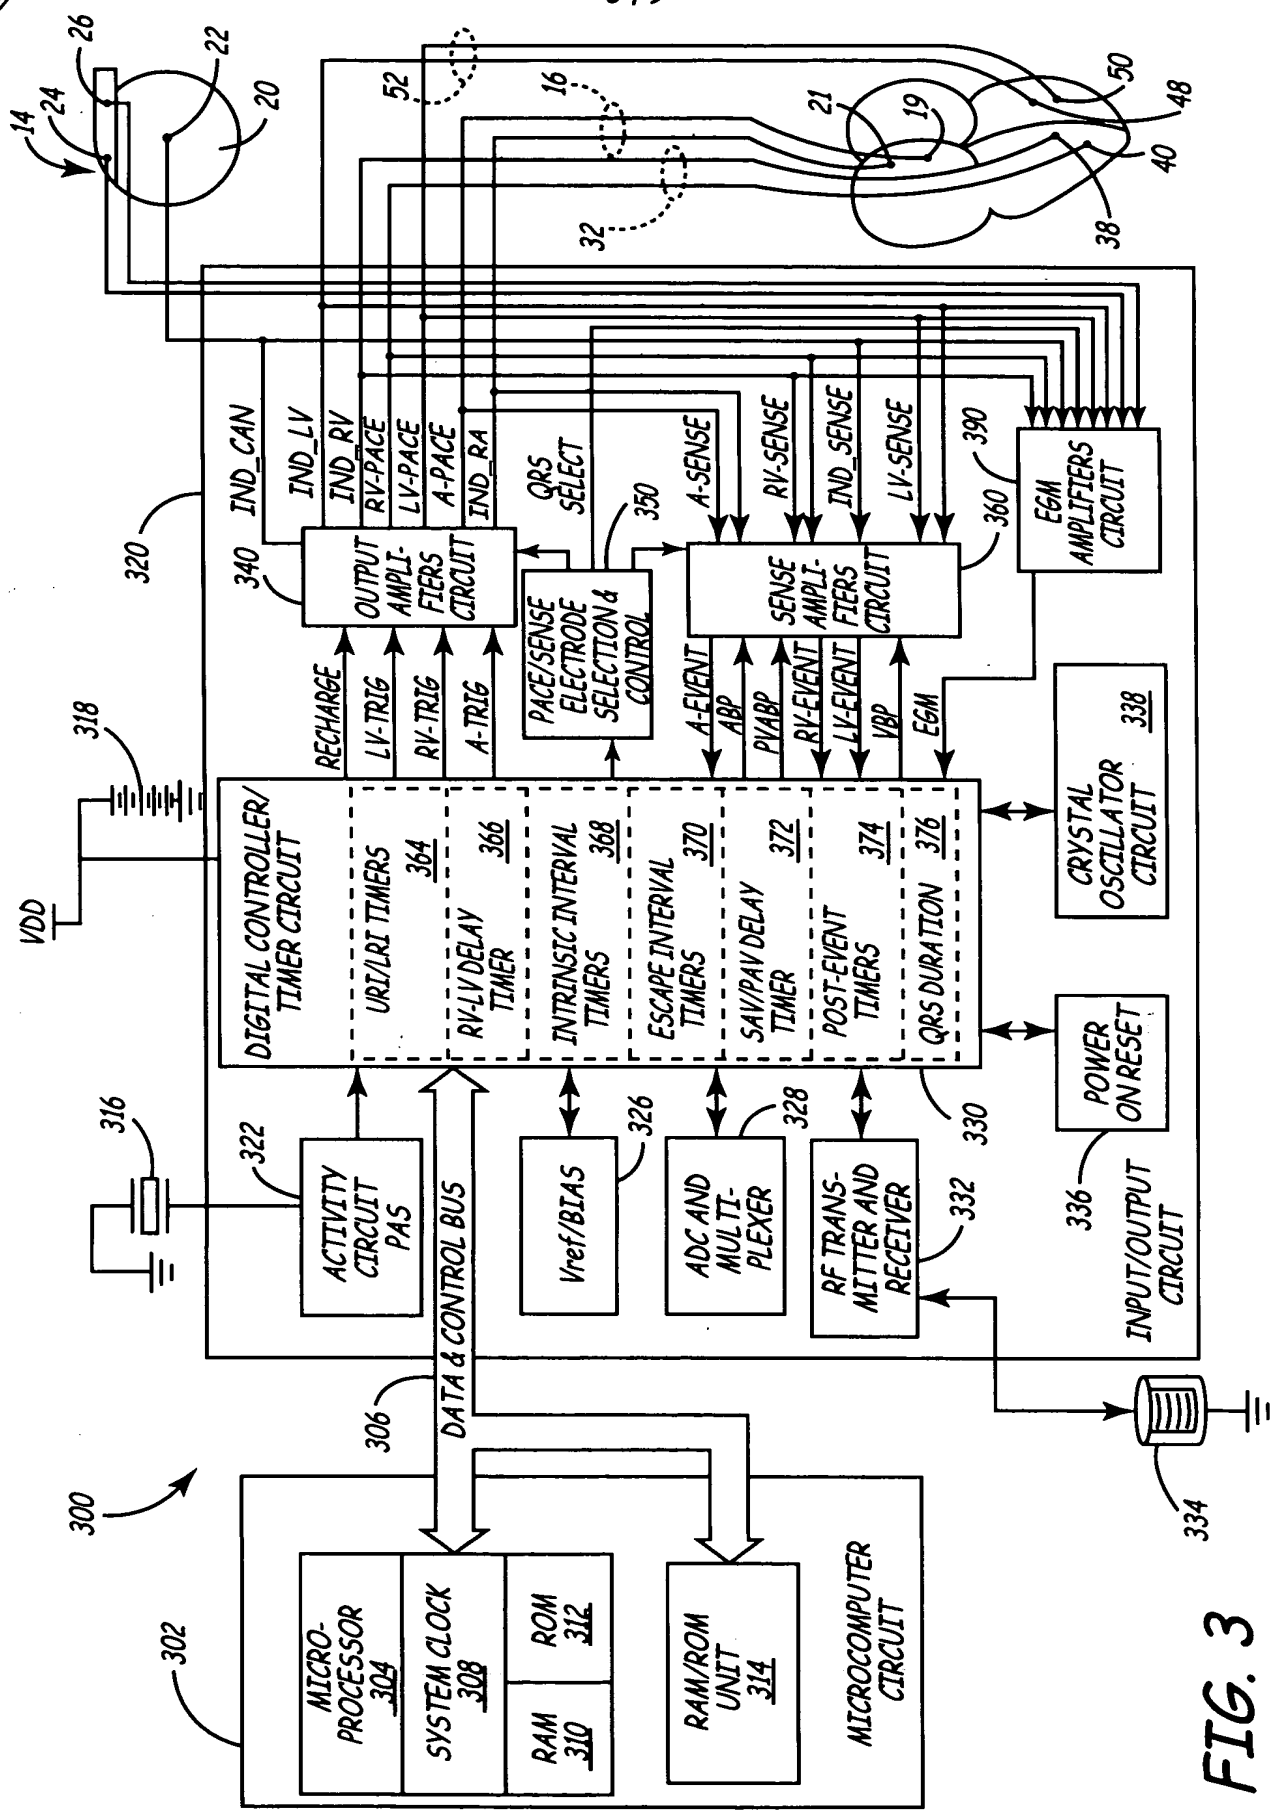 300
302
MICRO-
PROCESSOR
304
SYSTEM CLOCK
308
RAM
310
ROM
312
RAM/ROM
UNIT
314
MICROCOMPUTER
CIRCUIT
306
DATA & CONTROL BUS
334
316
322
ACTIVITY
CIRCUIT
PAS
Vref/BIAS
326
ADC AND
MULTI-
PLEXER
328
RF TRANS-
MITTER AND
RECEIVER
332
INPUT/OUTPUT
CIRCUIT
VDD
318
320
DIGITAL CONTROLLER/
TIMER CIRCUIT
URI/LRI TIMERS
364
RV-LV DELAY
TIMER
366
INTRINSIC INTERVAL
TIMERS
368
ESCAPE INTERVAL
TIMERS
370
SAV/PAV DELAY
TIMER
372
POST-EVENT
TIMERS
374
QRS DURATION
376
330
POWER
ON RESET
336
CRYSTAL
OSCILLATOR
CIRCUIT
338
RECHARGE
LV-TRIG
RV-TRIG
A-TRIG
340
OUTPUT
AMPLI-
FIERS
CIRCUIT
PACE/SENSE
ELECTRODE
SELECTION &
CONTROL
350
A-EVENT
ABP
PVABP
RV-EVENT
LV-EVENT
VBP
EGM
SENSE
AMPLI-
FIERS
CIRCUIT
360
EGM
AMPLIFIERS
CIRCUIT
390
IND_CAN
IND_LV
IND_RV
RV-PACE
LV-PACE
A-PACE
IND_RA
QRS
SELECT
A-SENSE
RV-SENSE
IND_SENSE
LV-SENSE
14
24
26
22
20
52
16
32
21
19
50
48
40
38
FIG. 3